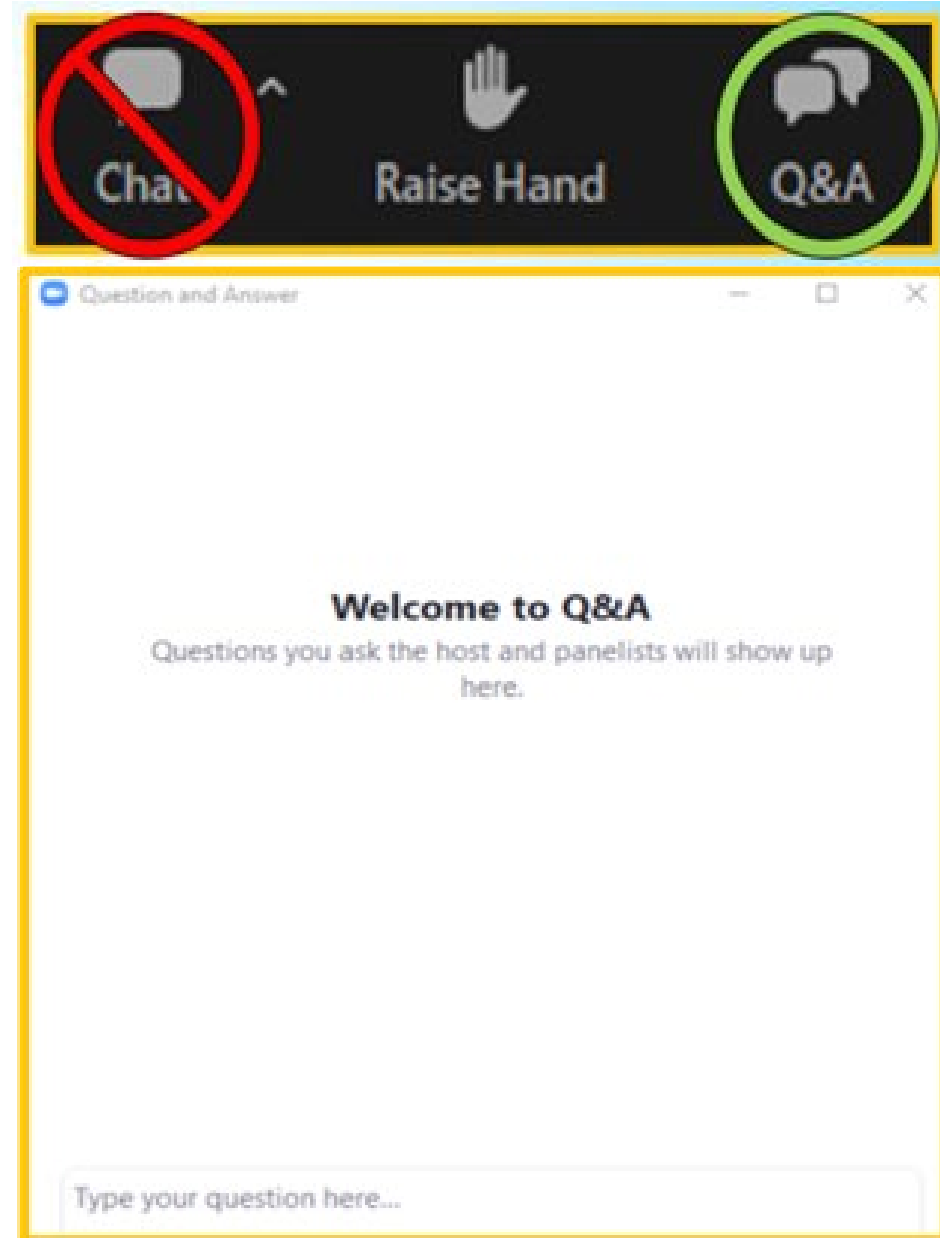 Chat
Raise Hand
Q&A
Question and Answer
Welcome to Q&A
Questions you ask the host and panelists will show up
here.
Type your question here...